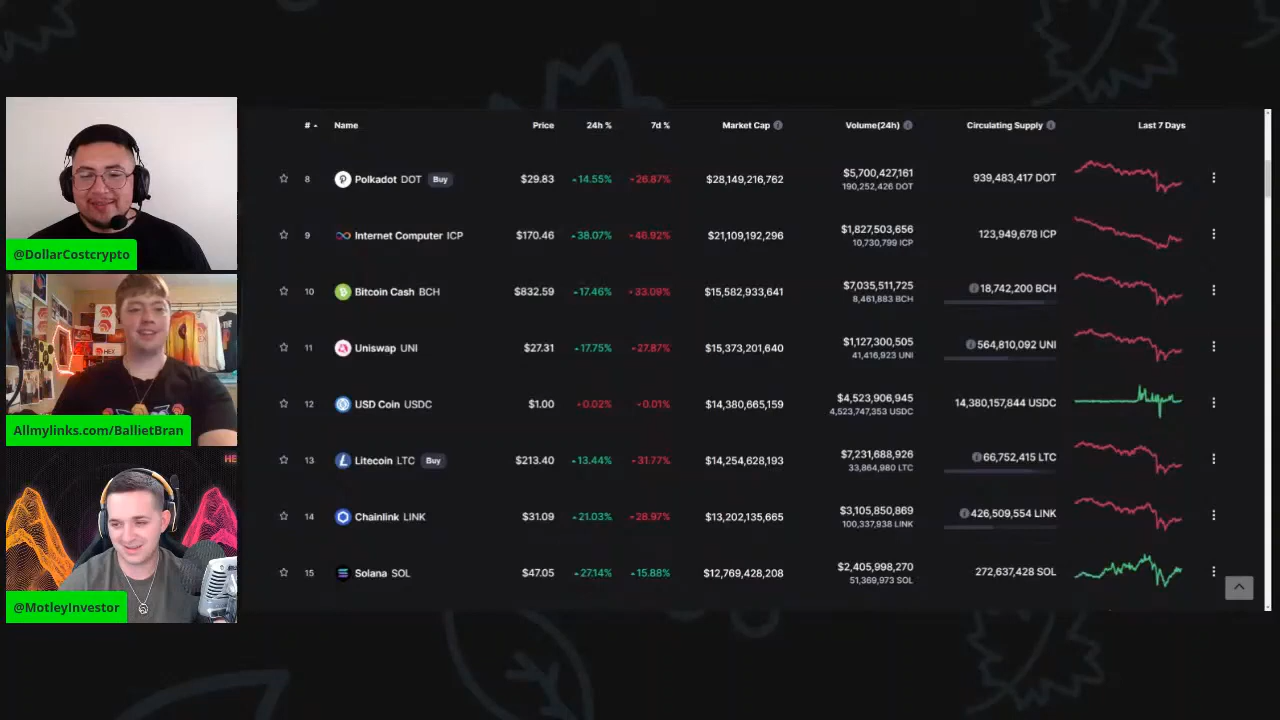 @DollarCostcrypto
HEX
Allmylinks.com/BallietBran
HE
@MotleyInvestor
# Name Price 24h % 7d % Market Cap Volume(24h) Circulating Supply Last 7 Days
8 Polkadot DOT Buy $29.83 14.55% 26.87% $28,149,216,762 $5,700,427,161 939,483,417 DOT
190,252,426 DOT
9 Internet Computer ICP $170.46 38.07% 46.92% $21,109,192,296 $1,827,503,656 123,949,678 ICP
10,730,799 ICP
10 Bitcoin Cash BCH $832.59 17.46% 33.09% $15,582,933,641 $7,035,511,725 18,742,200 BCH
8,461,883 BCH
11 Uniswap UNI $27.31 17.75% 27.87% $15,373,201,640 $1,127,300,505 564,810,092 UNI
41,416,923 UNI
12 USD Coin USDC $1.00 0.02% 0.01% $14,380,665,159 $4,523,906,945 14,380,157,844 USDC
4,523,747,353 USDC
13 Litecoin LTC Buy $213.40 13.44% 31.77% $14,254,628,193 $7,231,688,926 66,752,415 LTC
33,864,980 LTC
14 Chainlink LINK $31.09 21.03% 28.97% $13,202,135,665 $3,105,850,869 426,509,554 LINK
100,337,938 LINK
15 Solana SOL $47.05 27.14% 15.88% $12,769,428,208 $2,405,998,270 272,637,428 SOL
51,369,973 SOL